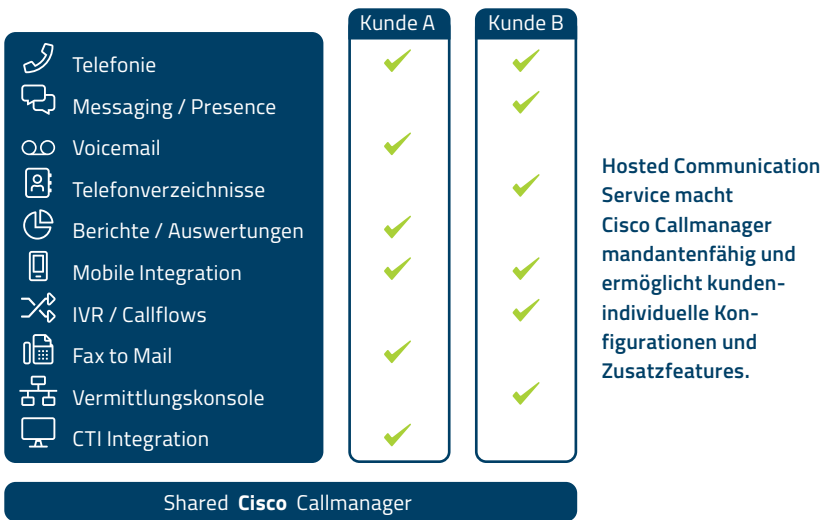 Kunde A
Kunde B
Telefonie
Messaging / Presence
Voicemail
Telefonverzeichnisse
Berichte / Auswertungen
Mobile Integration
IVR / Callflows
Fax to Mail
Vermittlungskonsole
CTI Integration
Shared Cisco Callmanager
Hosted Communication
Service macht
Cisco Callmanager
mandantenfähig und
ermöglicht kunden-
individuelle Kon-
figurationen und
Zusatzfeatures.